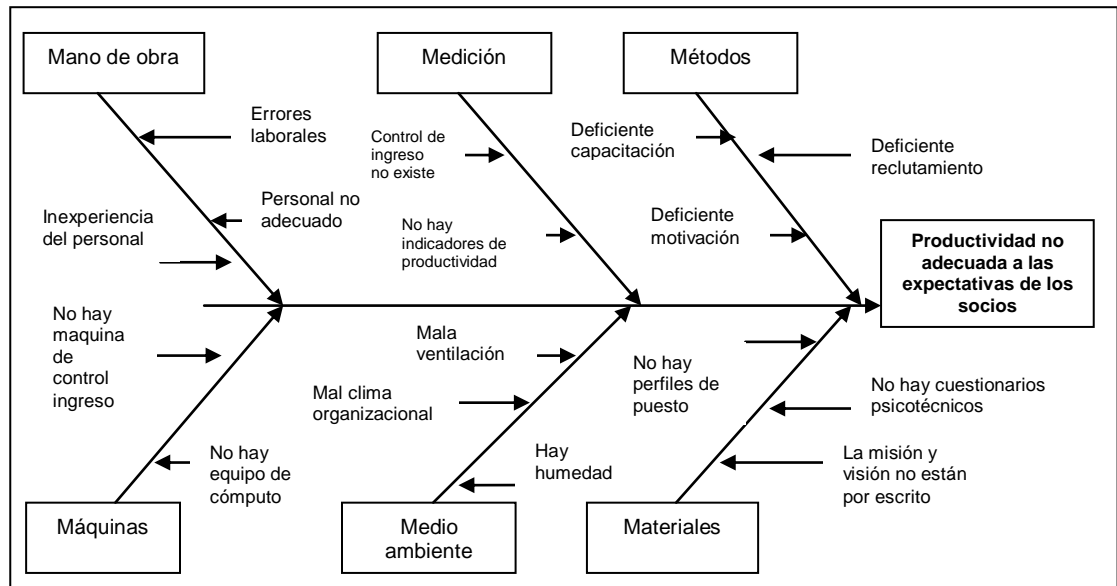 Mano de obra
Medición
Métodos
Errores
laborales
Personal no
adecuado
Inexperiencia
del personal
Control de
ingreso
no existe
No hay
indicadores de
productividad
Deficiente
capacitación
Deficiente
reclutamiento
Deficiente
motivación
Productividad no
adecuada a las
expectativas de los
socios
No hay
maquina
de
control
ingreso
No hay
equipo de
cómputo
Mala
ventilación
Mal clima
organizacional
Hay
humedad
No hay
perfiles de
puesto
No hay cuestionarios
psicotécnicos
La misión y
visión no están
por escrito
Máquinas
Medio
ambiente
Materiales